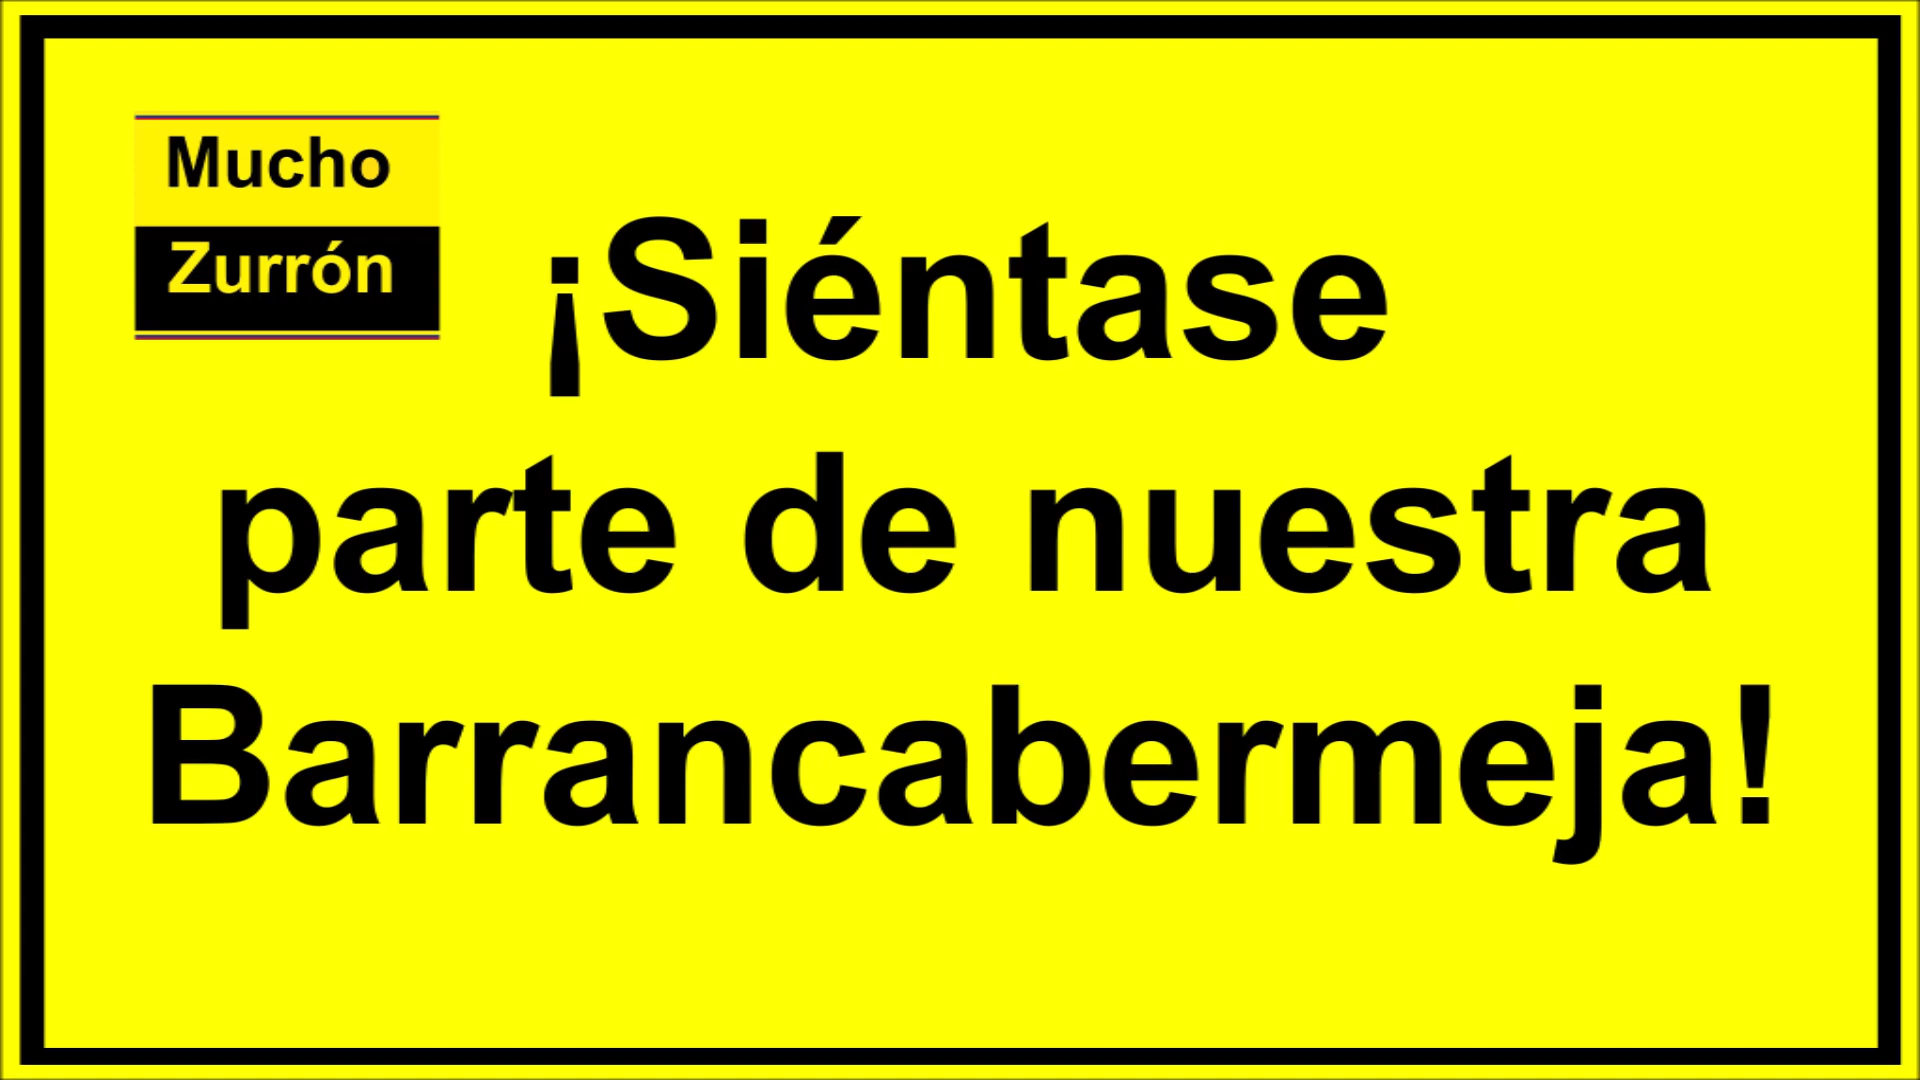 Mucho
Zurrón
¡Siéntase
parte de nuestra
Barrancabermeja!